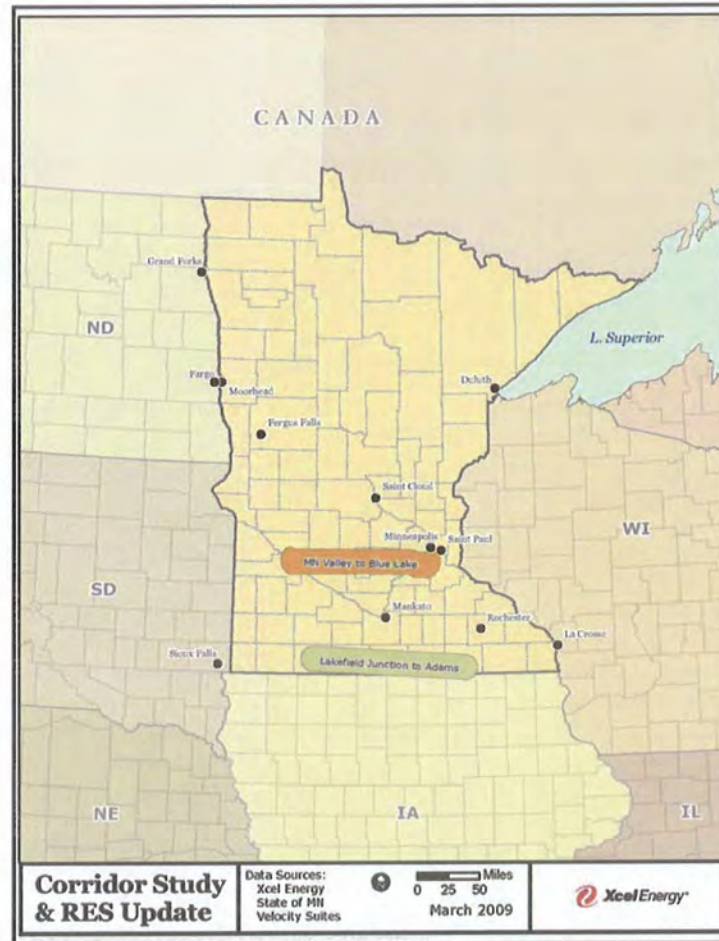 CANADA
Grand Forks
ND
L. Superior
Fargo
Moorhead
Duluth
Fergus Falls
Saint Cloud
WI
Minneapolis
Saint Paul
MN Valley to Blue Lake
SD
Mankato
Rochester
La Crosse
Sioux Falls
Lakefield Junction to Adams
NE
IA
IL
Corridor Study
& RES Update
Data Sources:
Xcel Energy
State of MN
Velocity Suites
Miles
0 25 50
March 2009
Xcel Energy®